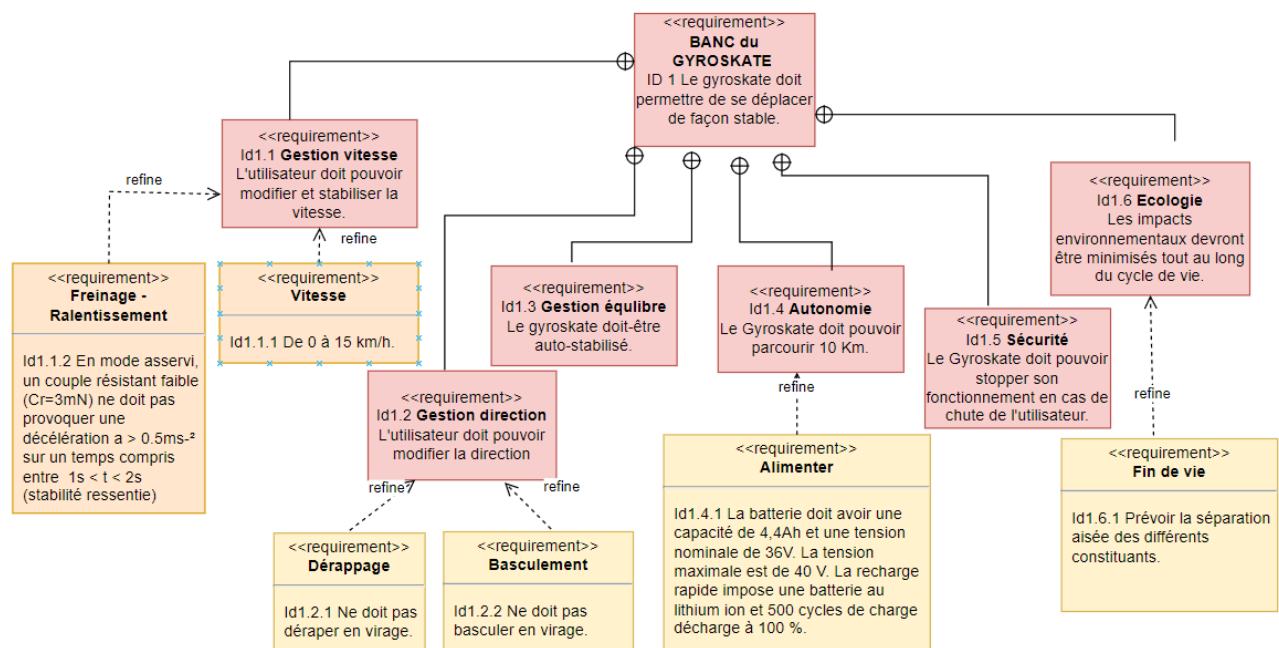 <<requirement>>
BANC du
GYROSKATE
ID 1 Le gyroskate doit
permettre de se déplacer
de façon stable.
<<requirement>>
Id1.1 Gestion vitesse
L'utilisateur doit pouvoir
modifier et stabiliser la
vitesse.
<<requirement>>
Id1.6 Ecologie
Les impacts
environnementaux devront
être minimisés tout au long
du cycle de vie.
refine
refine
<<requirement>>
Freinage -
Ralentissement
Id1.1.2 En mode asservi,
un couple résistant faible
(Cr=3mN) ne doit pas
provoquer une
décélération a > 0.5ms-²
sur un temps compris
entre 1s < t < 2s
(stabilité ressentie)
<<requirement>>
Vitesse
Id1.1.1 De 0 à 15 km/h.
<<requirement>>
Id1.3 Gestion équlibre
Le gyroskate doit-être
auto-stabilisé.
<<requirement>>
Id1.4 Autonomie
Le Gyroskate doit pouvoir
parcourir 10 Km.
<<requirement>>
Id1.5 Sécurité
Le Gyroskate doit pouvoir
stopper son
fonctionnement en cas de
chute de l'utilisateur.
<<requirement>>
Id1.2 Gestion direction
L'utilisateur doit pouvoir
modifier la direction
refine
refine
refine
refine
<<requirement>>
Dérappage
Id1.2.1 Ne doit pas
déraper en virage.
<<requirement>>
Basculement
Id1.2.2 Ne doit pas
basculer en virage.
<<requirement>>
Alimenter
Id1.4.1 La batterie doit avoir une
capacité de 4,4Ah et une tension
nominale de 36V. La tension
maximale est de 40 V. La recharge
rapide impose une batterie au
lithium ion et 500 cycles de charge
décharge à 100 %.
<<requirement>>
Fin de vie
Id1.6.1 Prévoir la séparation
aisée des différents
constituants.